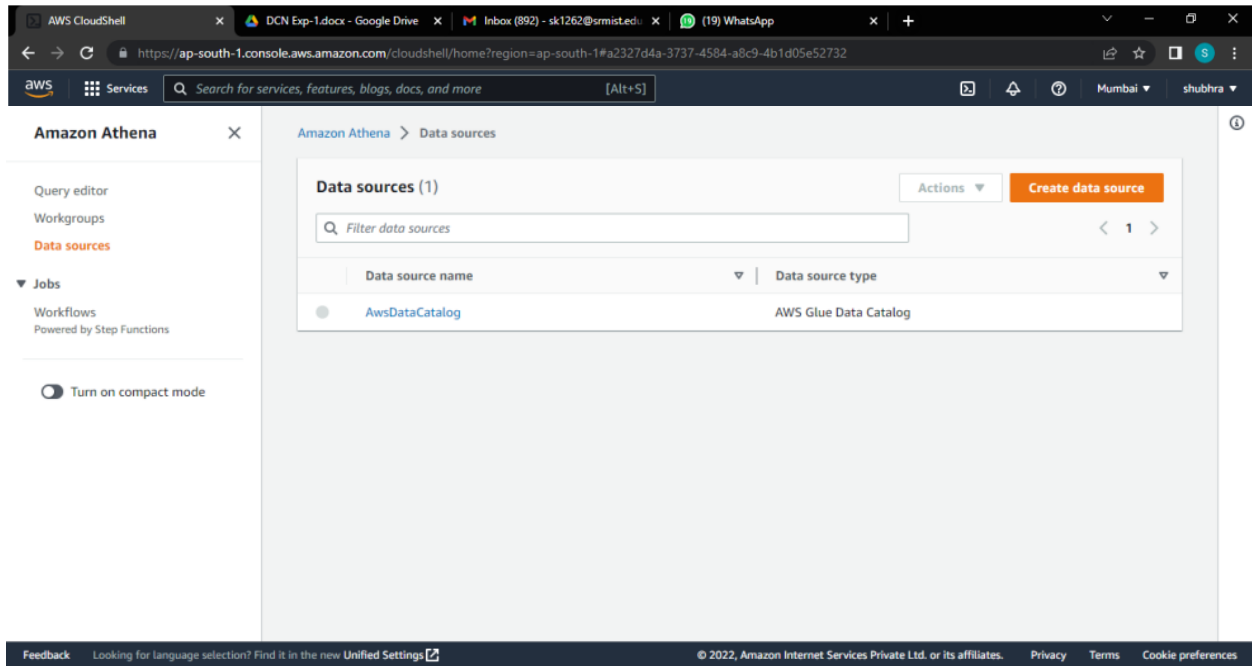 AWS CloudShell
DCN Exp-1.docx - Google Drive
Inbox (892) - sk1262@srmist.edu
(19) WhatsApp
https://ap-south-1.console.aws.amazon.com/cloudshell/home?region=ap-south-1#a2327d4a-3737-4584-a8c9-4b1d05e52732
S
aws Services Search for services, features, blogs, docs, and more [Alt+S] Mumbai shubhra
Amazon Athena
Query editor
Workgroups
Data sources
Jobs
Workflows
Powered by Step Functions
Turn on compact mode
Amazon Athena > Data sources
Data sources (1)
Actions Create data source
Filter data sources
< 1 >
Data source name Data source type
AwsDataCatalog AWS Glue Data Catalog
Feedback Looking for language selection? Find it in the new Unified Settings © 2022, Amazon Internet Services Private Ltd. or its affiliates. Privacy Terms Cookie preferences